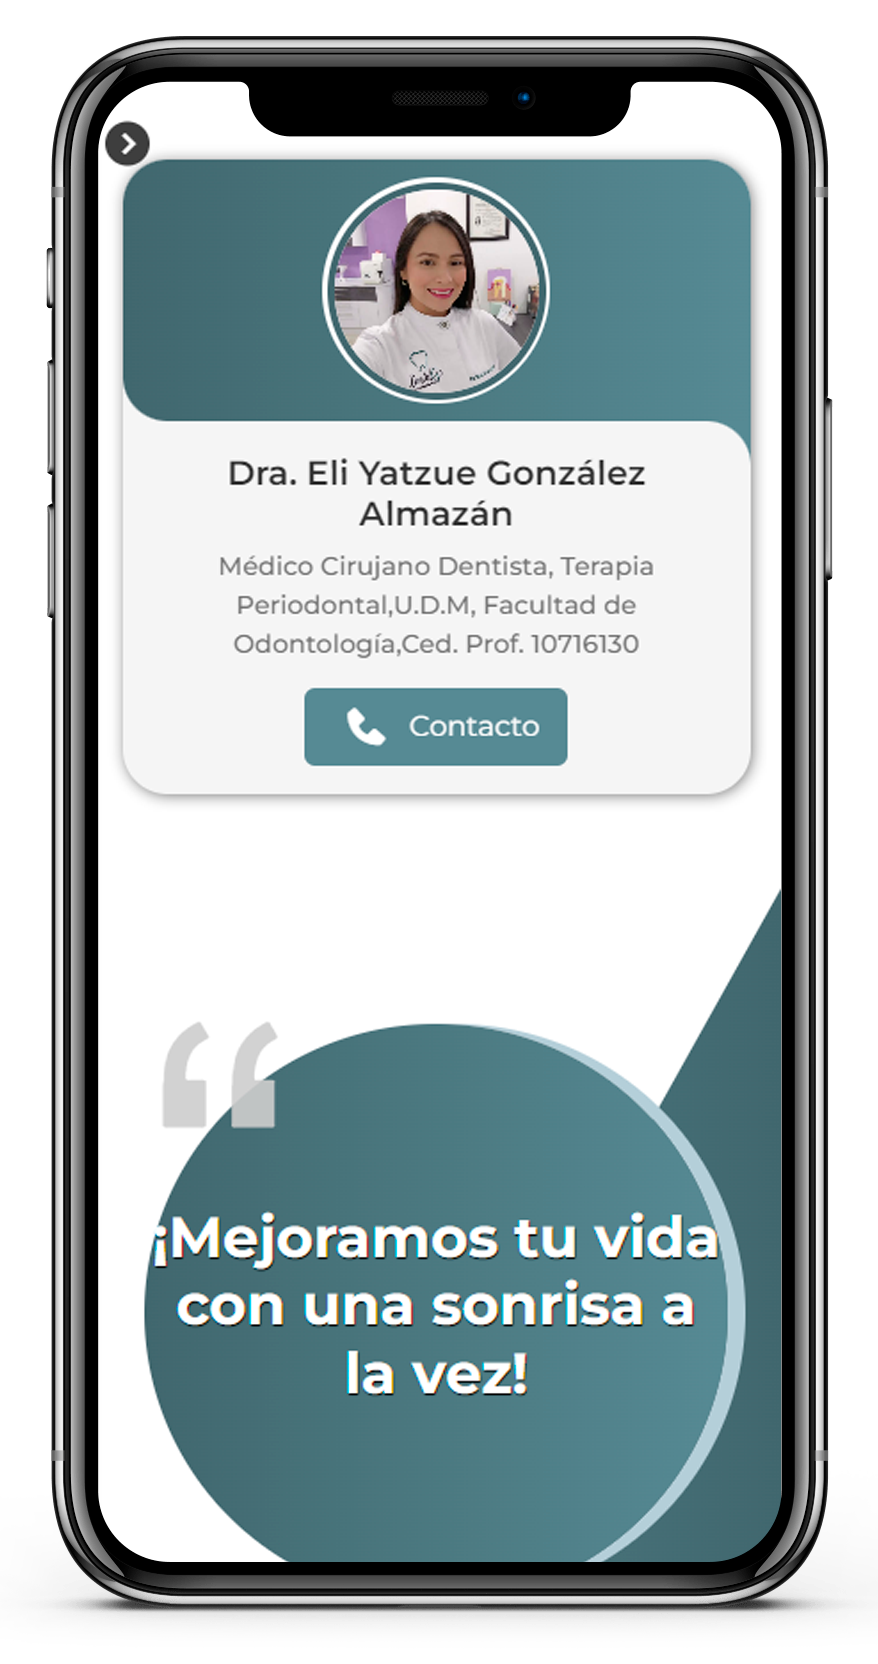 Dra. Eli Yatzue González
Almazán
Médico Cirujano Dentista, Terapia
Periodontal,U.D.M, Facultad de
Odontología,Ced. Prof. 10716130
Contacto
“
¡Mejoramos tu vida
con una sonrisa a
la vez!